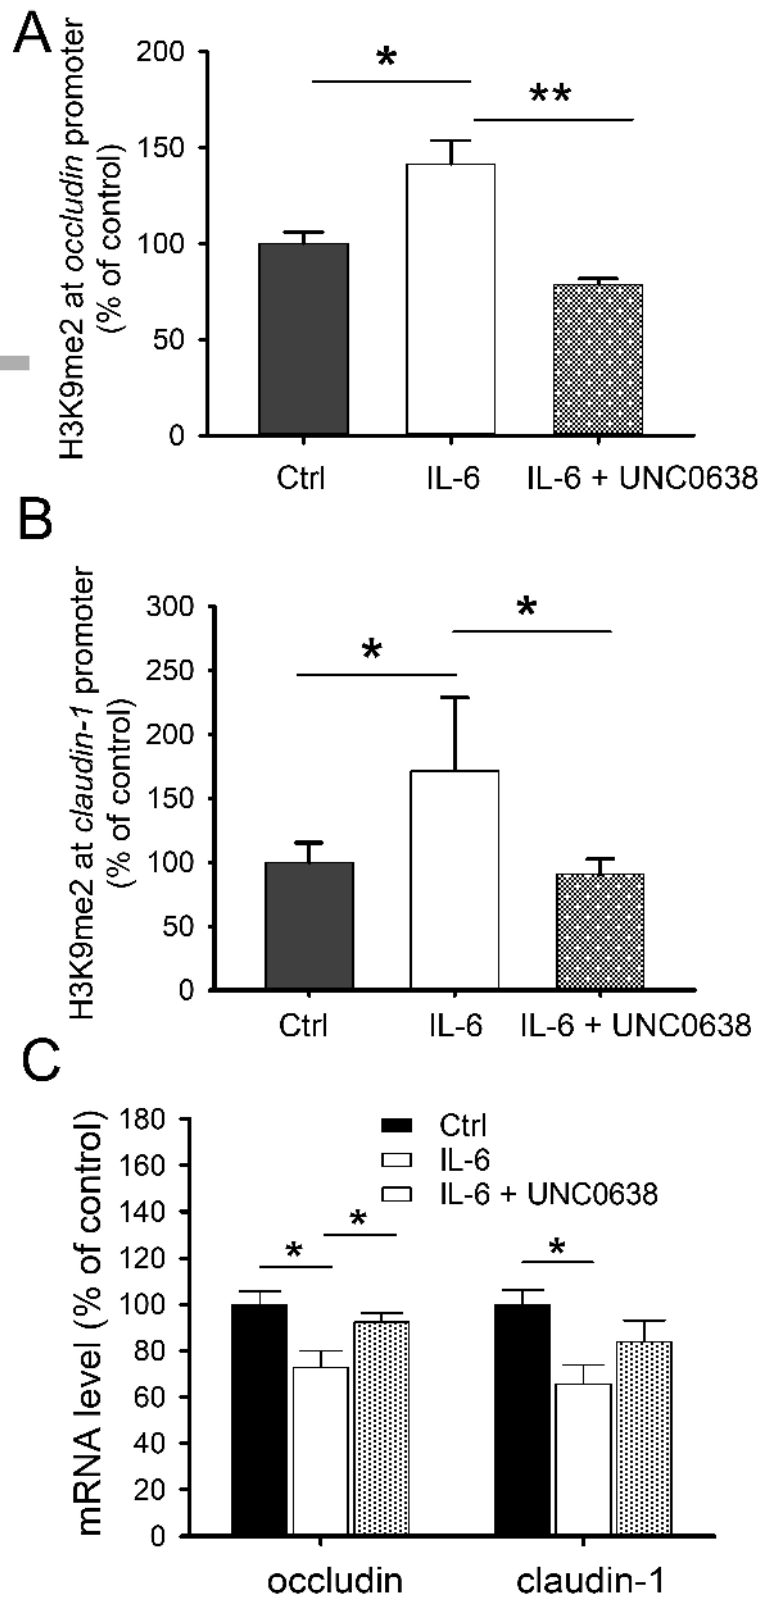 A
H3K9me2 at occludin promoter
(% of control)
200
150
100
50
0
*
**
Ctrl
IL-6
IL-6 + UNC0638
B
H3K9me2 at claudin-1 promoter
(% of control)
300
250
200
150
100
50
0
*
*
Ctrl
IL-6
IL-6 + UNC0638
C
mRNA level (% of control)
180
160
140
120
100
80
60
40
20
0
Ctrl
IL-6
IL-6 + UNC0638
*
*
*
occludin
claudin-1